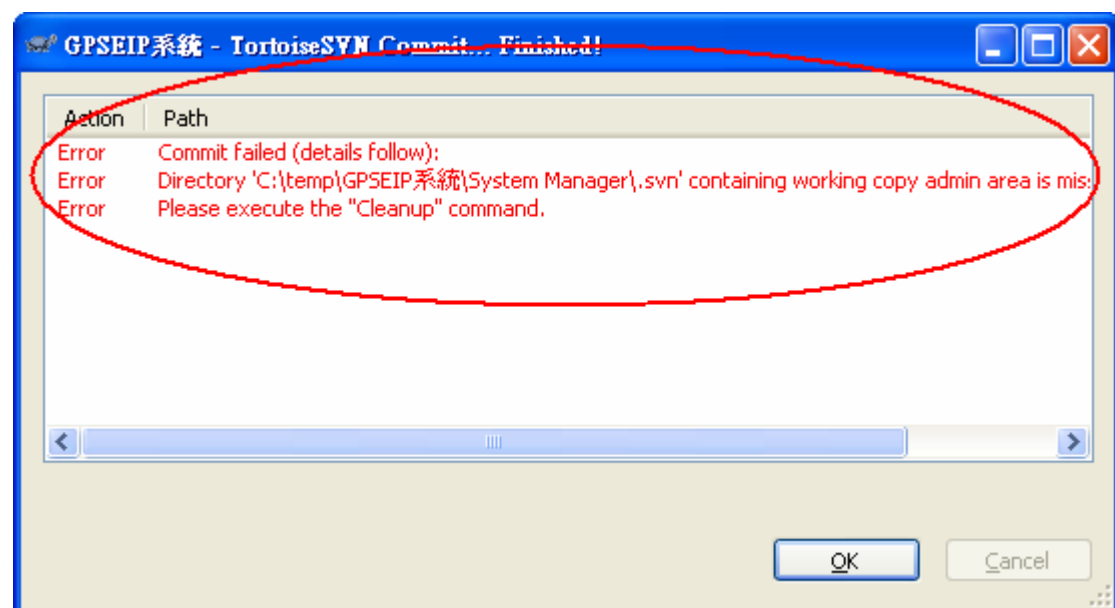 GPSEIP系統 - TortoiseSVN Commit... Finished!
Action Path
Error Commit failed (details follow):
Error Directory 'C:\temp\GPSEIP系統\System Manager\.svn' containing working copy admin area is mis
Error Please execute the "Cleanup" command.
OK Cancel